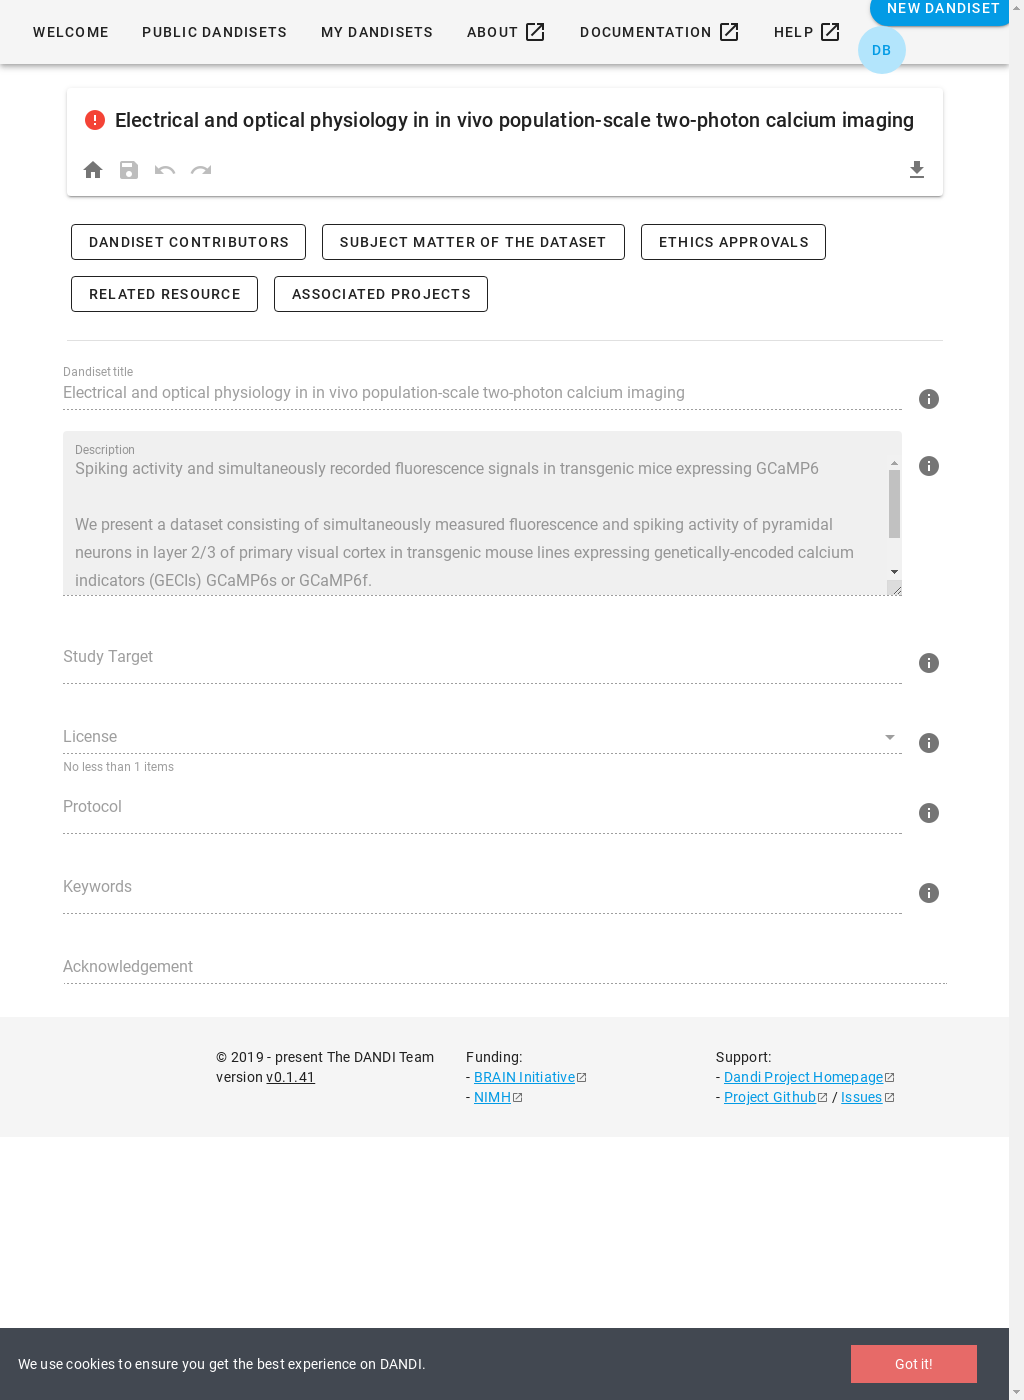 NEW DANDISET
WELCOME PUBLIC DANDISETS MY DANDISETS ABOUT DOCUMENTATION HELP
DB
Electrical and optical physiology in in vivo population-scale two-photon calcium imaging
DANDISET CONTRIBUTORS SUBJECT MATTER OF THE DATASET ETHICS APPROVALS
RELATED RESOURCE ASSOCIATED PROJECTS
Dandiset title
Electrical and optical physiology in in vivo population-scale two-photon calcium imaging
Description
Spiking activity and simultaneously recorded fluorescence signals in transgenic mice expressing GCaMP6
We present a dataset consisting of simultaneously measured fluorescence and spiking activity of pyramidal
neurons in layer 2/3 of primary visual cortex in transgenic mouse lines expressing genetically-encoded calcium
indicators (GECIs) GCaMP6s or GCaMP6f.
Study Target
License
No less than 1 items
Protocol
Keywords
Acknowledgement
© 2019 - present The DANDI Team
version v0.1.41
Funding:
- BRAIN Initiative
- NIMH
Support:
- Dandi Project Homepage
- Project Github / Issues
We use cookies to ensure you get the best experience on DANDI.
Got it!